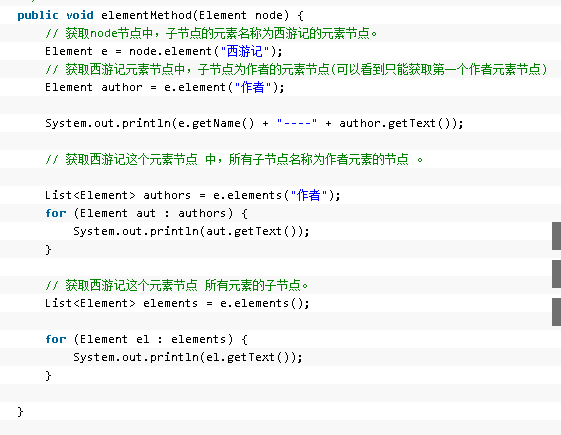 public void elementMethod(Element node) {
// 获取node节点中，子节点的元素名称为西游记的元素节点。
Element e = node.element("西游记");
// 获取西游记元素节点中，子节点为作者的元素节点(可以看到只能获取第一个作者元素节点)
Element author = e.element("作者");
System.out.println(e.getName() + "----" + author.getText());
// 获取西游记这个元素节点 中，所有子节点名称为作者元素的节点 。
List<Element> authors = e.elements("作者");
for (Element aut : authors) {
System.out.println(aut.getText());
}
// 获取西游记这个元素节点 所有元素的子节点。
List<Element> elements = e.elements();
for (Element el : elements) {
System.out.println(el.getText());
}
}